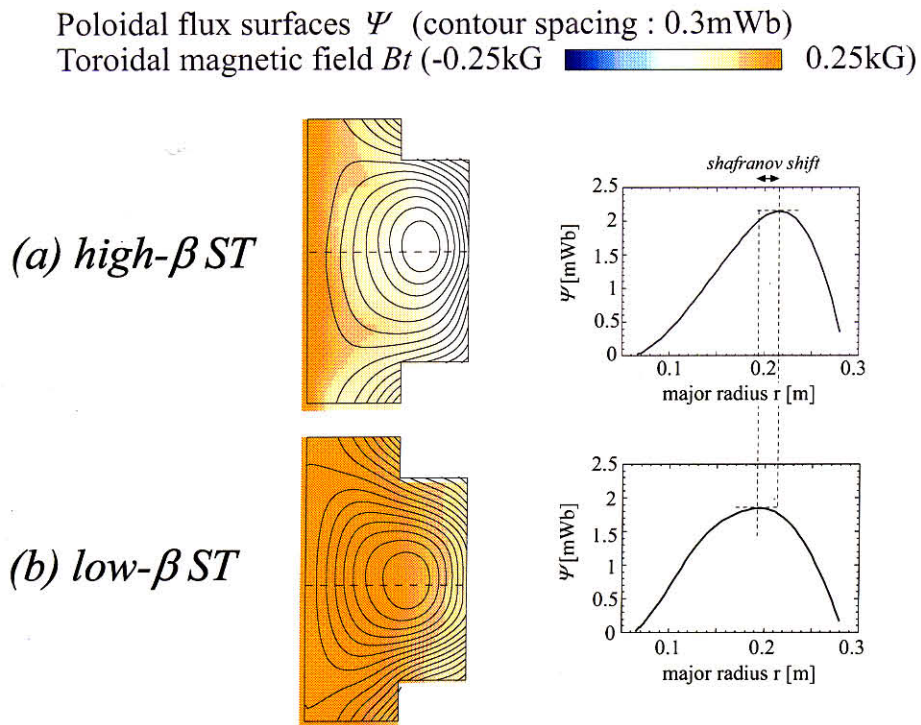 Poloidal flux surfaces Ψ (contour spacing : 0.3mWb)
Toroidal magnetic field Bt (-0.25kG 0.25kG)
(a) high-β ST
shafranov shift
2.5
2
1.5
1
0.5
0
Ψ[mWb]
0.1 0.2 0.3
major radius r [m]
(b) low-β ST
2.5
2
1.5
1
0.5
0
Ψ[mWb]
0.1 0.2 0.3
major radius r [m]